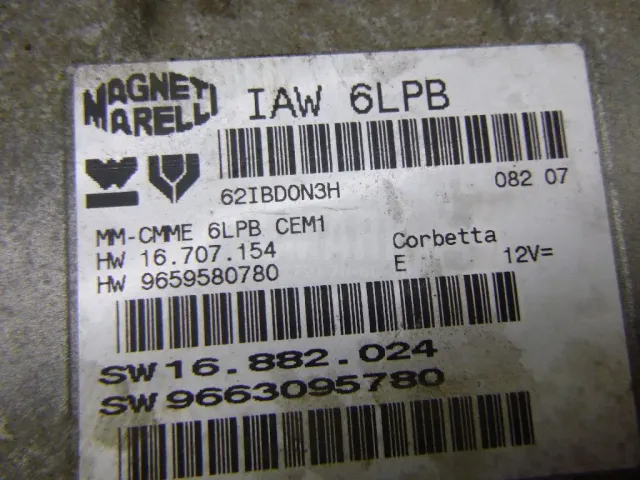 MAGNETI
MARELLI
IAW 6LPB
62IBDON3H
082 07
MM-CMME 6LPB CEM1
HW 16.707.154
Corbetta
HW 9659580780
E
12V=
SW 16.882.024
SW 9663095780